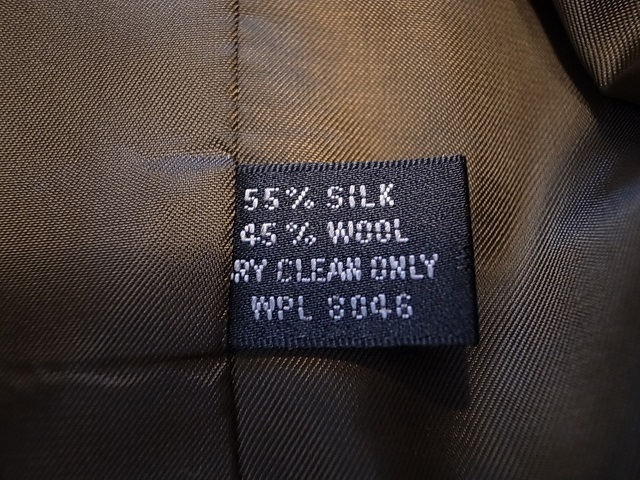 55% SILK
45% WOOL
RY CLEAN ONLY
WPL 8046